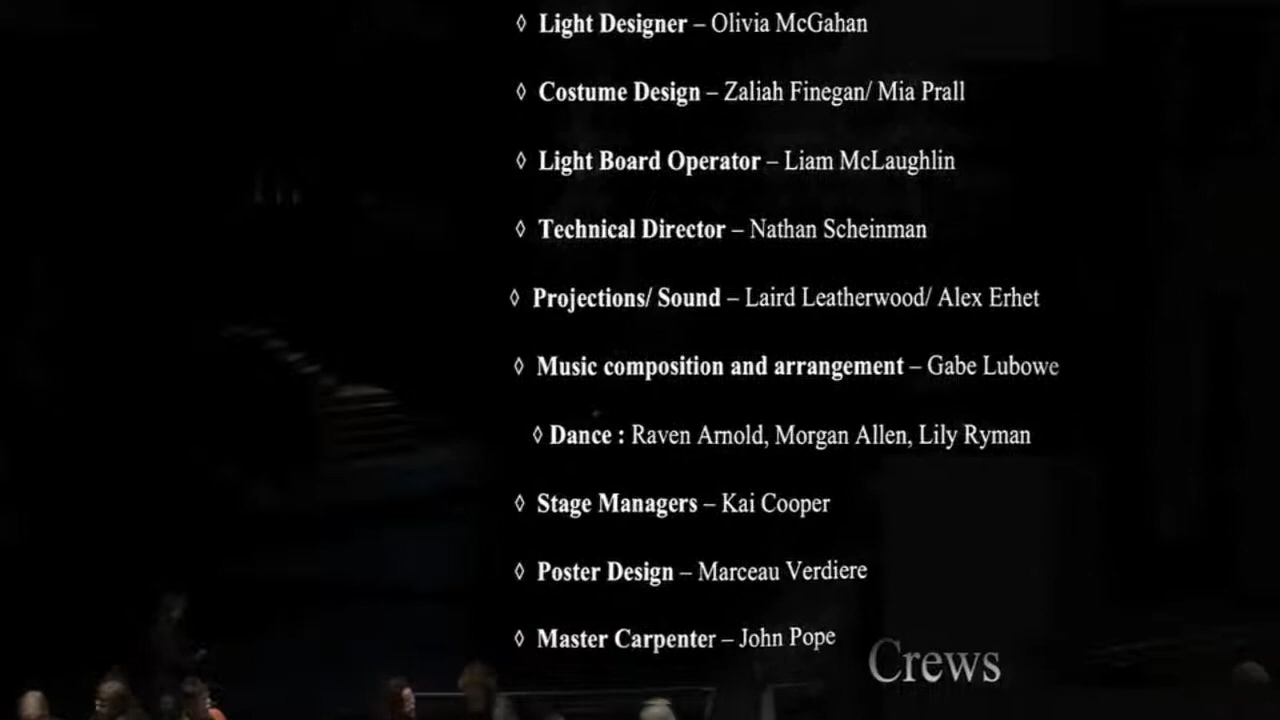 ◊ Light Designer – Olivia McGahan
◊ Costume Design – Zaliah Finegan/ Mia Prall
◊ Light Board Operator – Liam McLaughlin
◊ Technical Director – Nathan Scheinman
◊ Projections/ Sound – Laird Leatherwood/ Alex Erhet
◊ Music composition and arrangement – Gabe Lubowe
◊ Dance : Raven Arnold, Morgan Allen, Lily Ryman
◊ Stage Managers – Kai Cooper
◊ Poster Design – Marceau Verdiere
◊ Master Carpenter – John Pope
Crews